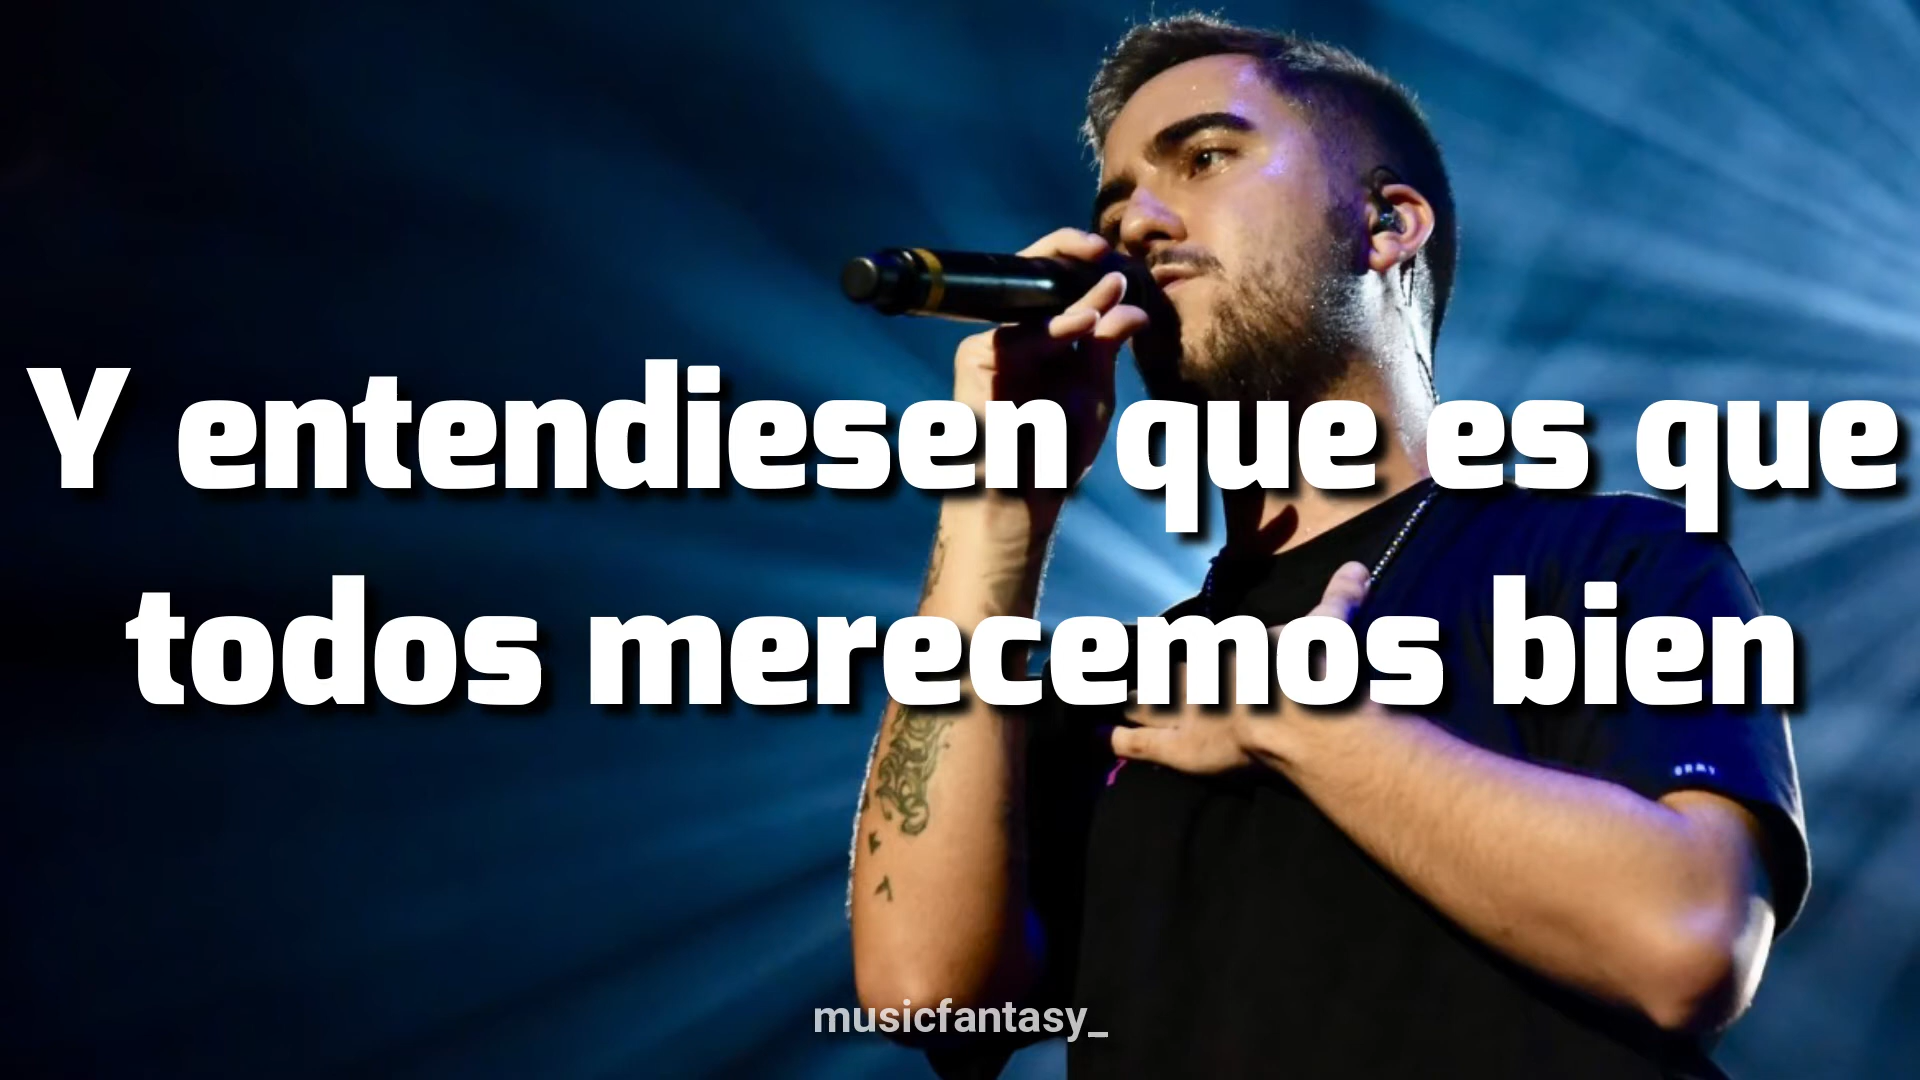 Y entendiesen que es que
todos merecemos bien
musicfantasy_